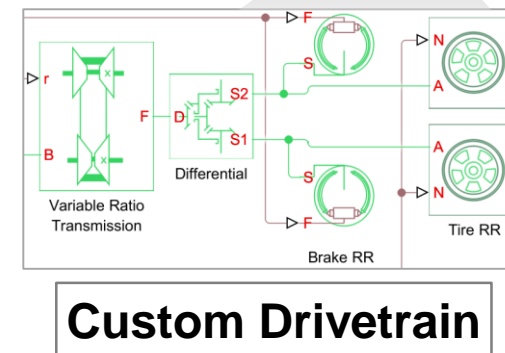 F
N
r
S
A
S2
F
D
S1
A
B
Differential
S
N
Variable Ratio
Transmission
F
Tire RR
Brake RR
Custom Drivetrain